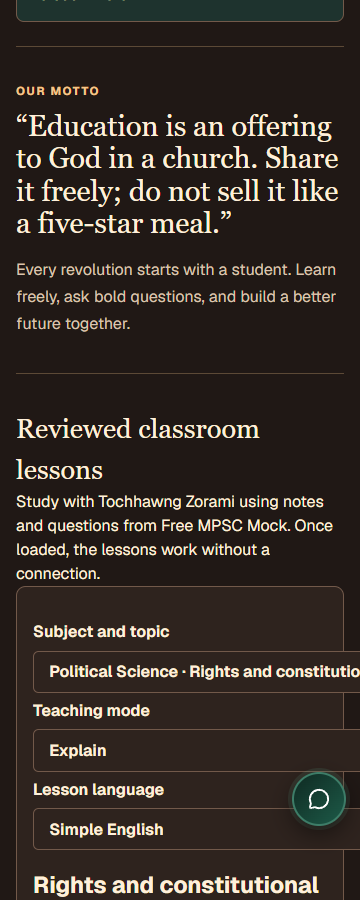 OUR MOTTO
“Education is an offering
to God in a church. Share
it freely; do not sell it like
a five-star meal.”
Every revolution starts with a student. Learn
freely, ask bold questions, and build a better
future together.
Reviewed classroom
lessons
Study with Tochhawng Zorami using notes
and questions from Free MPSC Mock. Once
loaded, the lessons work without a
connection.
Subject and topic
Political Science · Rights and constitutio
Teaching mode
Explain
Lesson language
Simple English
Rights and constitutional